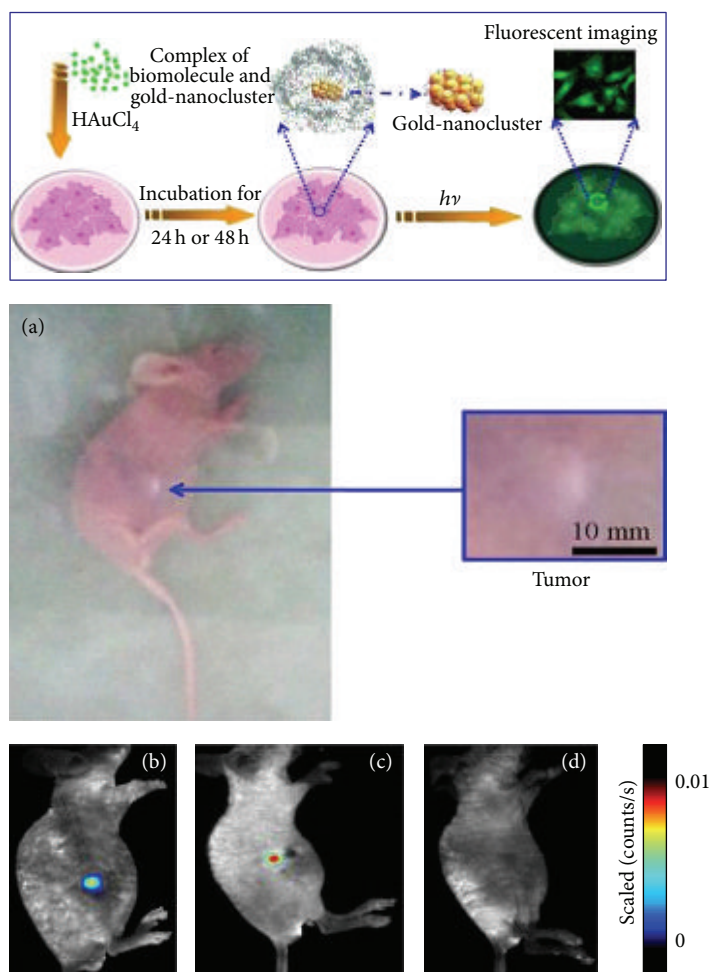 Complex of
biomolecule and
gold-nanocluster
HAuCl4
Fluorescent imaging
Gold-nanocluster
Incubation for
24 h or 48 h
hν
(a)
10 mm
Tumor
(b)
(c)
(d)
Scaled (counts/s)
0.01
0